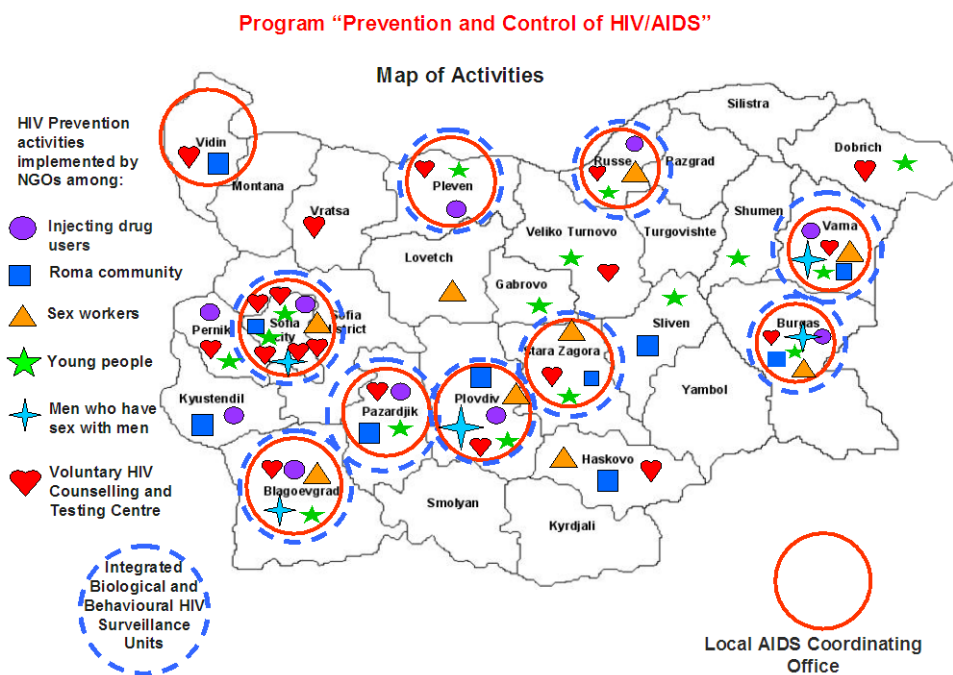 Program “Prevention and Control of HIV/AIDS”
Map of Activities
HIV Prevention
activities
implemented by
NGOs among:
Injecting drug
users
Roma community
Sex workers
Young people
Men who have
sex with men
Voluntary HIV
Counselling and
Testing Centre
Integrated
Biological and
Behavioural HIV
Surveillance
Units
Local AIDS Coordinating
Office
Vidin
Montana
Vratsa
Pleven
Lovetch
Russe
Razgrad
Silistra
Dobrich
Shumen
Varna
Veliko Turnovo
Turgovishte
Gabrovo
Sofia
city
Sofia
District
Pernik
Kyustendil
Pazardjik
Plovdiv
Stara Zagora
Sliven
Burgas
Yambol
Blagoevgrad
Smolyan
Haskovo
Kyrdjali